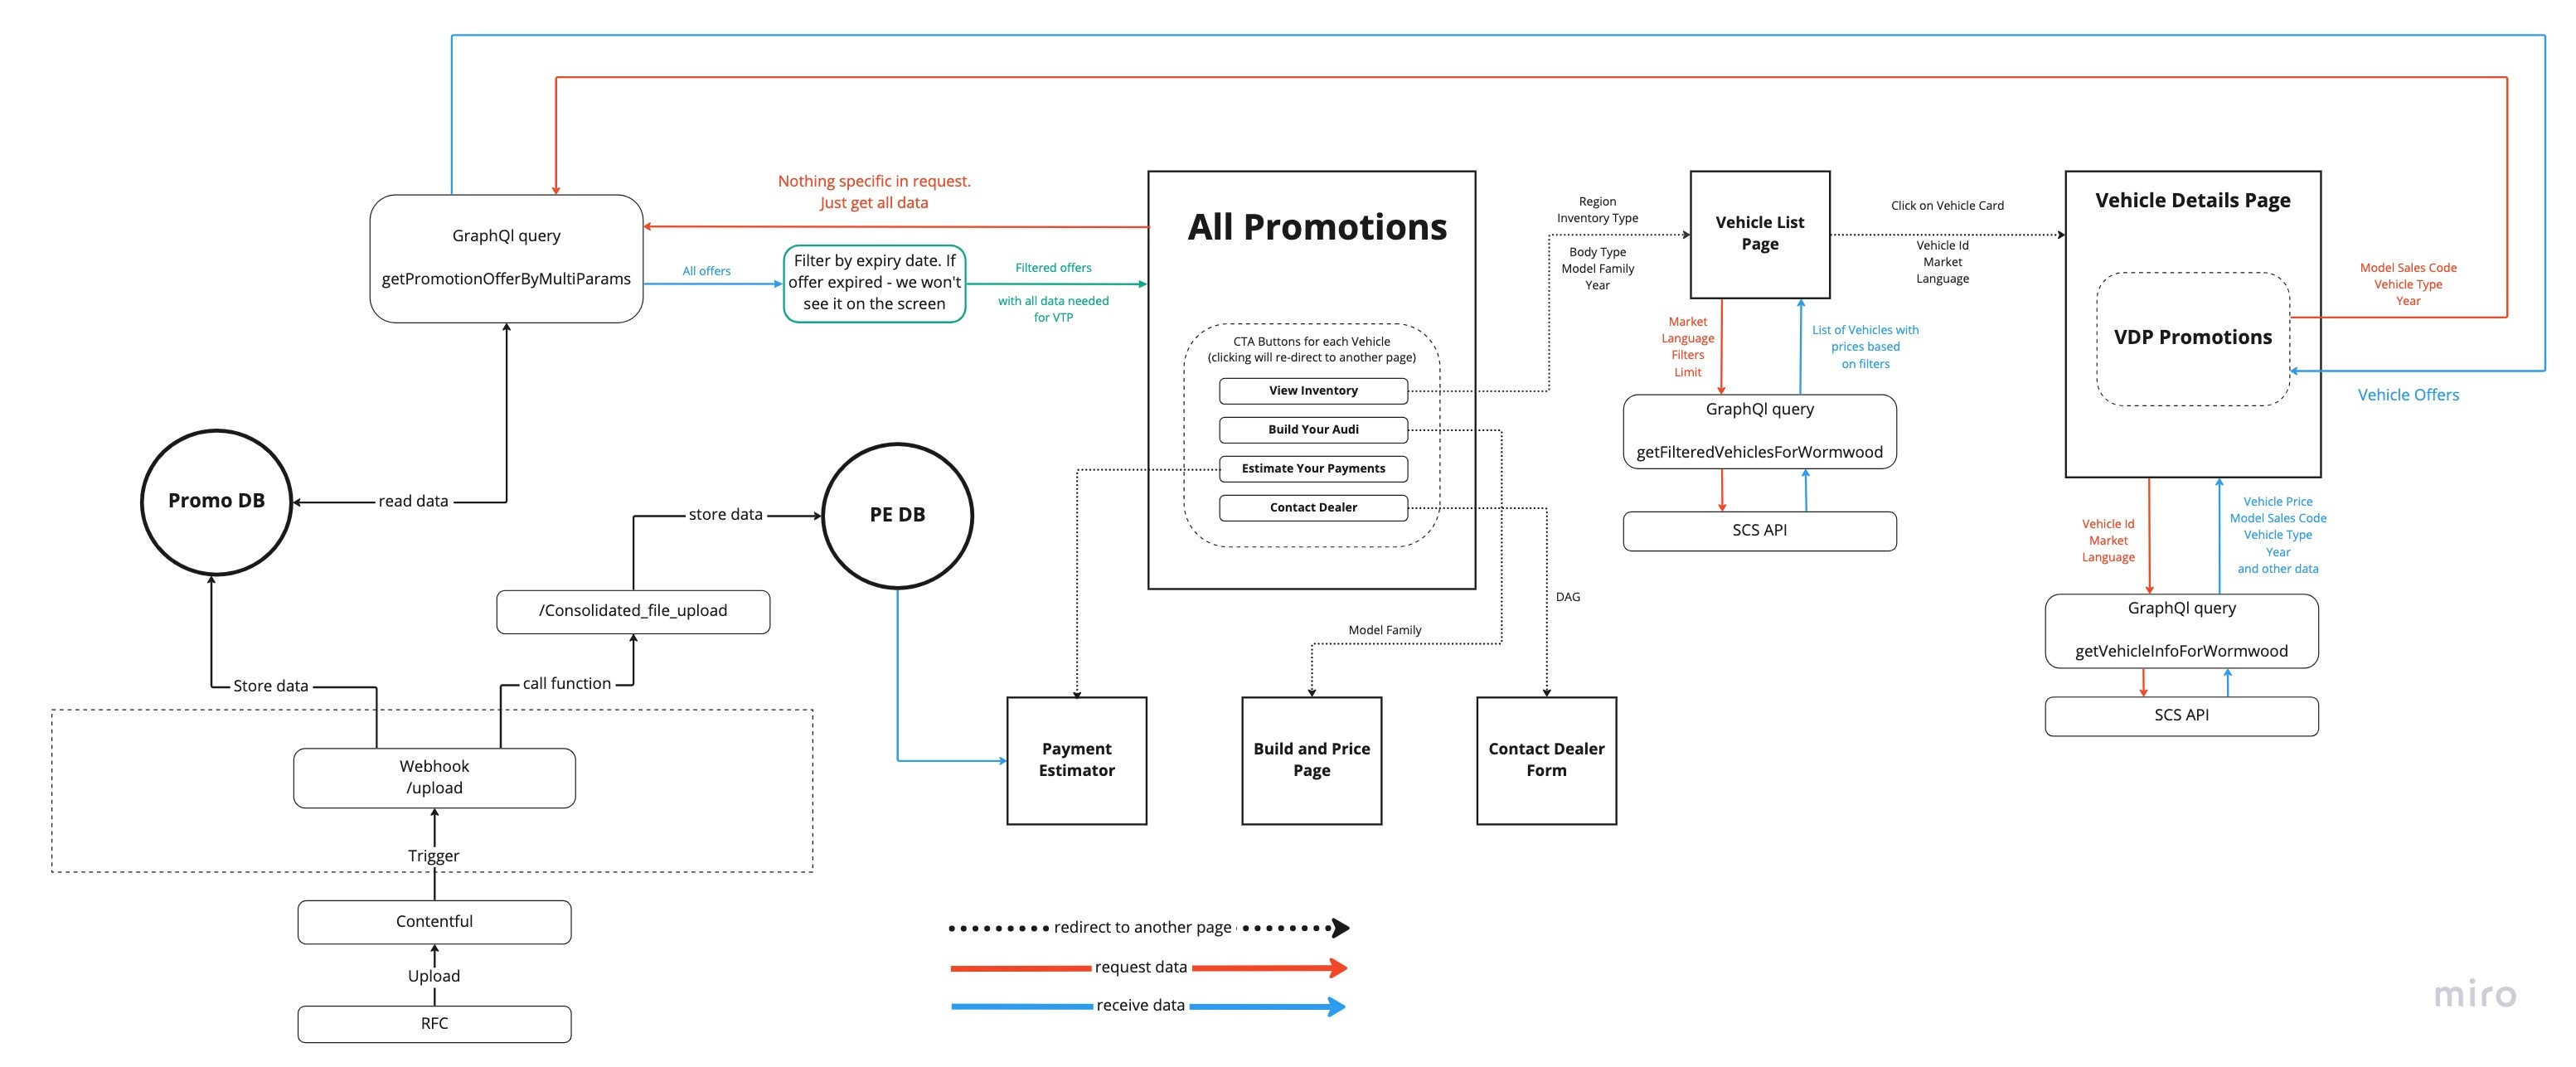 Nothing specific in request.
Just get all data
GraphQl query
getPromotionOfferByMultiParams
All offers
Filter by expiry date. If
offer expired - we won't
see it on the screen
Filtered offers
with all data needed
for VTP
All Promotions
CTA Buttons for each Vehicle
(clicking will re-direct to another page)
View Inventory
Build Your Audi
Estimate Your Payments
Contact Dealer
Region
Inventory Type
Body Type
Model Family
Year
Vehicle List
Page
Click on Vehicle Card
Vehicle Id
Market
Language
Vehicle Details Page
VDP Promotions
Model Sales Code
Vehicle Type
Year
Vehicle Offers
Market
Language
Filters
Limit
List of Vehicles with
prices based
on filters
GraphQl query
getFilteredVehiclesForWormwood
SCS API
Vehicle Id
Market
Language
Vehicle Price
Model Sales Code
Vehicle Type
Year
and other data
GraphQl query
getVehicleInfoForWormwood
SCS API
Promo DB
read data
PE DB
store data
/Consolidated_file_upload
Store data
call function
Webhook
/upload
Trigger
Contentful
Upload
RFC
Model Family
DAG
Payment
Estimator
Build and Price
Page
Contact Dealer
Form
redirect to another page
request data
receive data
miro